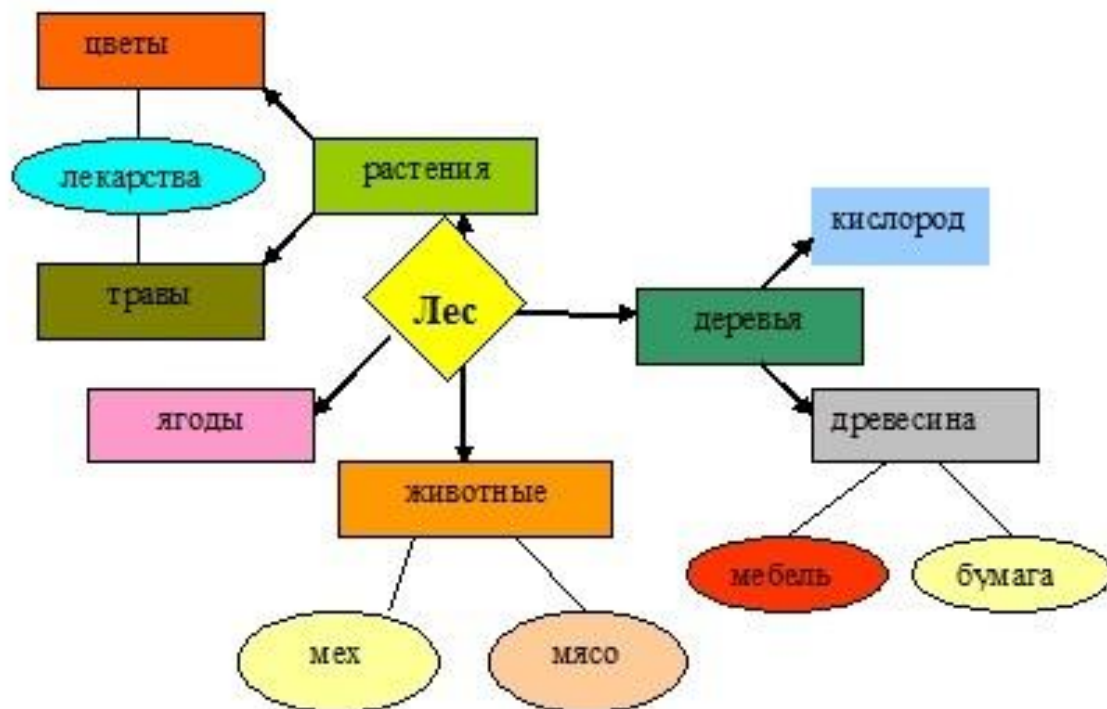 цветы
лекарства
растения
травы
Лес
кислород
деревья
ягоды
древесина
животные
мебель
бумага
мех
мясо